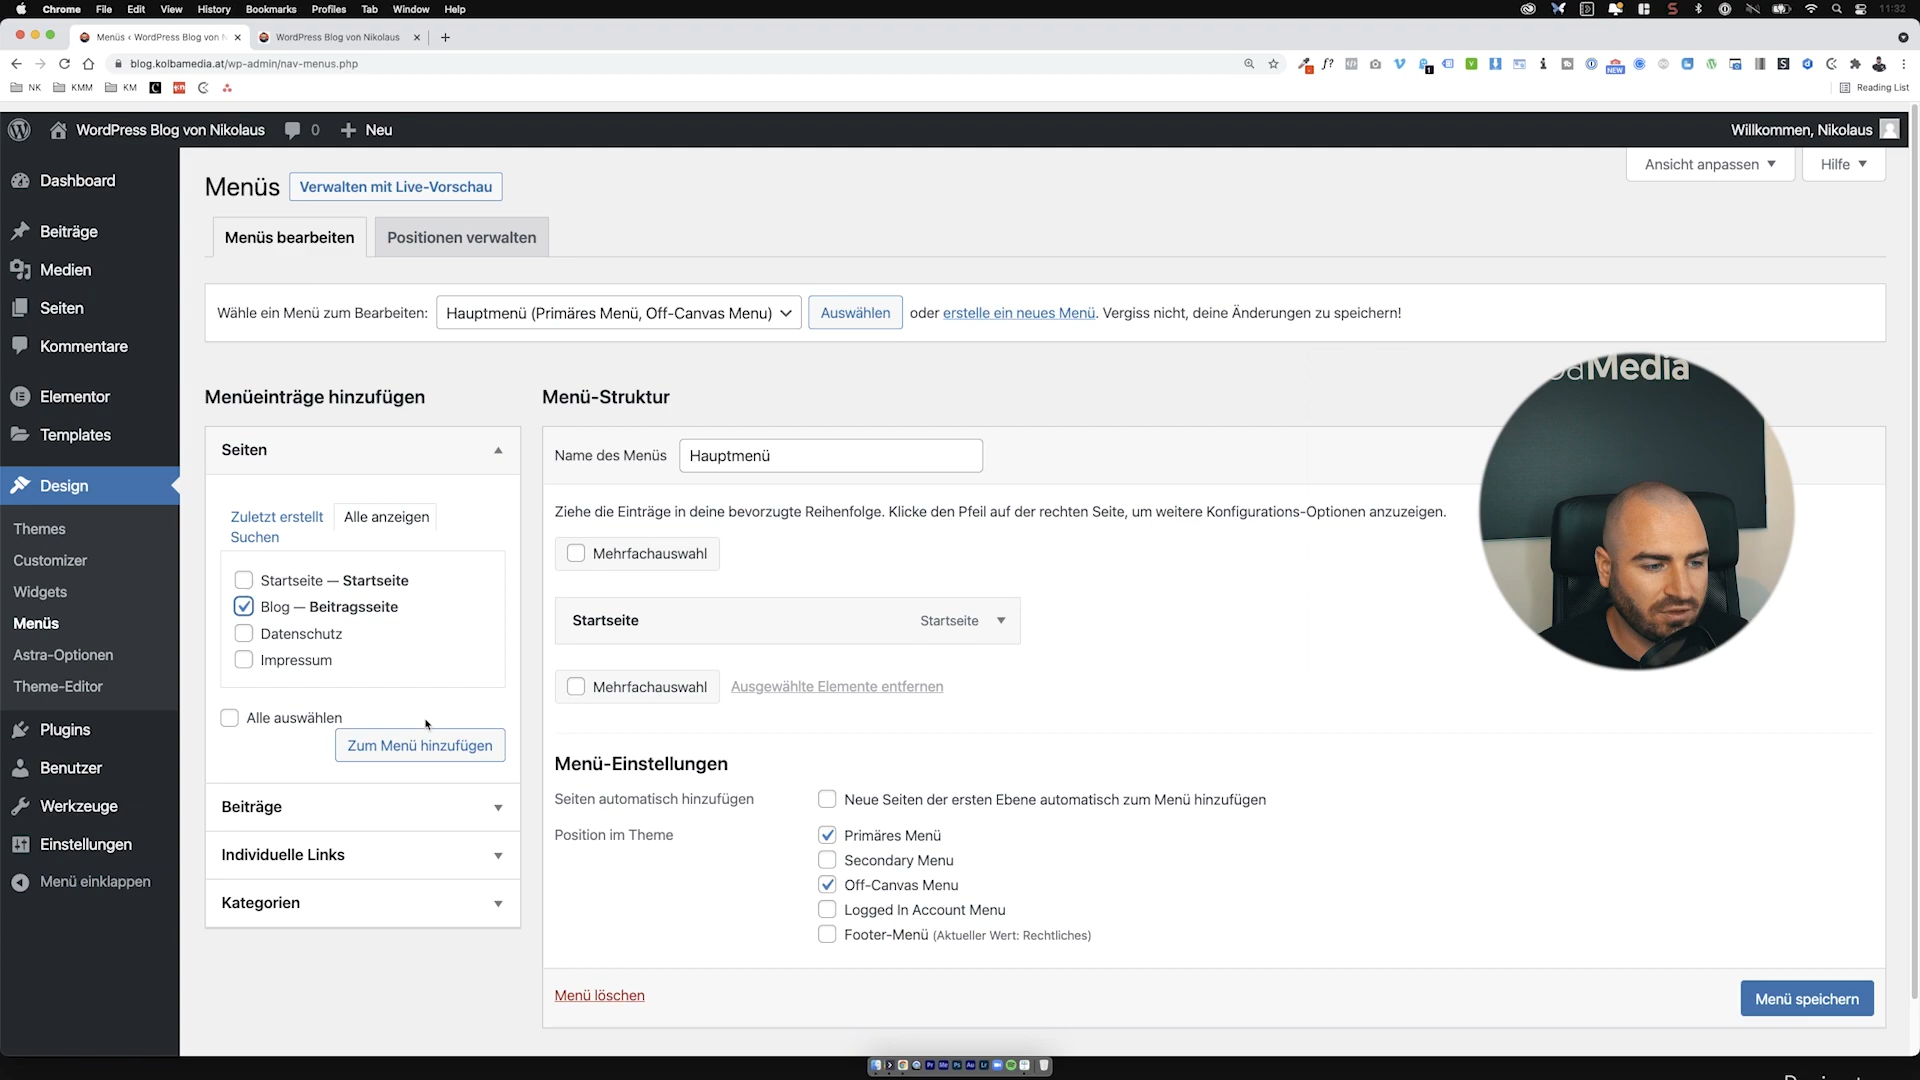 Chrome File Edit View History Bookmarks Profiles Tab Window Help 11:32
Menüs ‹ WordPress Blog von N WordPress Blog von Nikolaus
blog.kolbamedia.at/wp-admin/nav-menus.php
NK KMM KM Reading List
WordPress Blog von Nikolaus 0 Neu Willkommen, Nikolaus
Ansicht anpassen Hilfe
Menüs Verwalten mit Live-Vorschau
Menüs bearbeiten Positionen verwalten
Wähle ein Menü zum Bearbeiten: Hauptmenü (Primäres Menü, Off-Canvas Menu) Auswählen oder erstelle ein neues Menü. Vergiss nicht, deine Änderungen zu speichern!
Dashboard
Beiträge
Medien
Seiten
Kommentare
Elementor
Templates
Design
Themes
Customizer
Widgets
Menüs
Astra-Optionen
Theme-Editor
Plugins
Benutzer
Werkzeuge
Einstellungen
Menü einklappen
Menüeinträge hinzufügen
Seiten
Zuletzt erstellt Alle anzeigen
Suchen
Startseite — Startseite
Blog — Beitragsseite
Datenschutz
Impressum
Alle auswählen
Zum Menü hinzufügen
Beiträge
Individuelle Links
Kategorien
Menü-Struktur
Name des Menüs Hauptmenü
Ziehe die Einträge in deine bevorzugte Reihenfolge. Klicke den Pfeil auf der rechten Seite, um weitere Konfigurations-Optionen anzuzeigen.
Mehrfachauswahl
Startseite Startseite
Mehrfachauswahl Ausgewählte Elemente entfernen
Menü-Einstellungen
Seiten automatisch hinzufügen Neue Seiten der ersten Ebene automatisch zum Menü hinzufügen
Position im Theme Primäres Menü
Secondary Menu
Off-Canvas Menu
Logged In Account Menu
Footer-Menü (Aktueller Wert: Rechtliches)
Menü löschen Menü speichern
Media